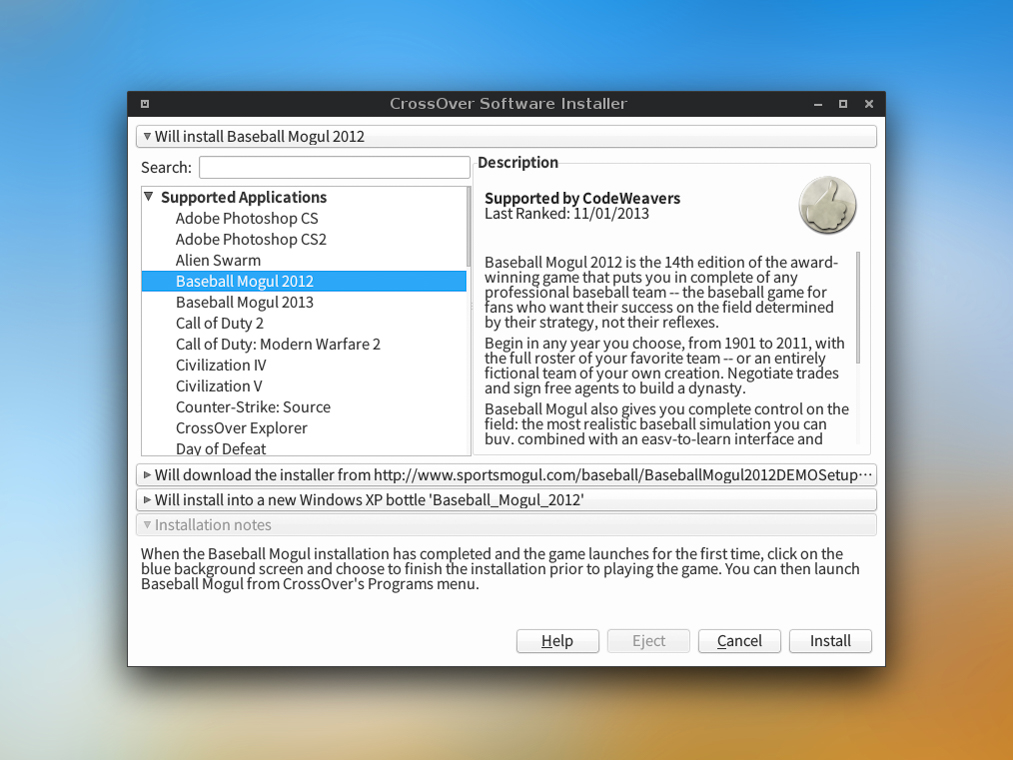 CrossOver Software Installer
Will install Baseball Mogul 2012
Search:
Supported Applications
Adobe Photoshop CS
Adobe Photoshop CS2
Alien Swarm
Baseball Mogul 2012
Baseball Mogul 2013
Call of Duty 2
Call of Duty: Modern Warfare 2
Civilization IV
Civilization V
Counter-Strike: Source
CrossOver Explorer
Day of Defeat
Description
Supported by CodeWeavers
Last Ranked: 11/01/2013
Baseball Mogul 2012 is the 14th edition of the award-
winning game that puts you in complete of any
professional baseball team -- the baseball game for
fans who want their success on the field determined
by their strategy, not their reflexes.
Begin in any year you choose, from 1901 to 2011, with
the full roster of your favorite team -- or an entirely
fictional team of your own creation. Negotiate trades
and sign free agents to build a dynasty.
Baseball Mogul also gives you complete control on the
field: the most realistic baseball simulation you can
buy, combined with an easy-to-learn interface and
Will download the installer from http://www.sportsmogul.com/baseball/BaseballMogul2012DEMOSetup···
Will install into a new Windows XP bottle 'Baseball_Mogul_2012'
Installation notes
When the Baseball Mogul installation has completed and the game launches for the first time, click on the
blue background screen and choose to finish the installation prior to playing the game. You can then launch
Baseball Mogul from CrossOver's Programs menu.
Help
Eject
Cancel
Install